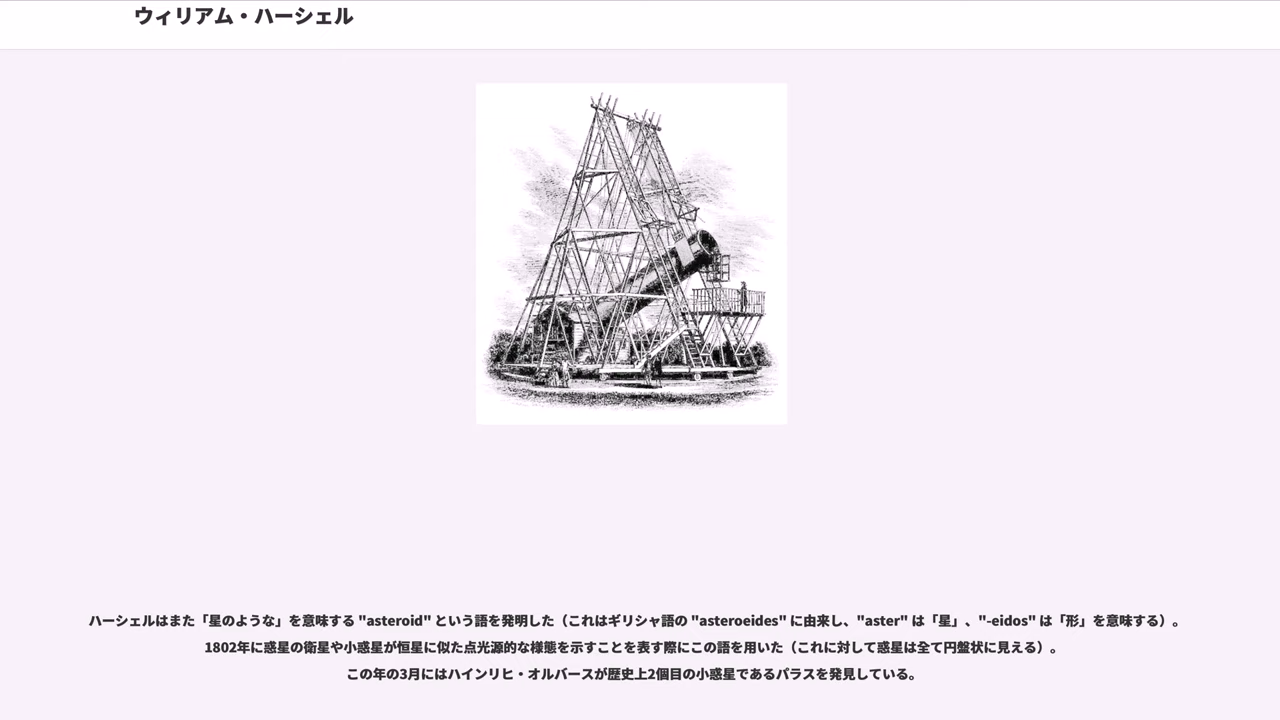 ウィリアム・ハーシェル
ハーシェルはまた「星のような」を意味する "asteroid" という語を発明した（これはギリシャ語の "asteroeides" に由来し、"aster" は「星」、"-eidos" は「形」を意味する）。
1802年に惑星の衛星や小惑星が恒星に似た点光源的な様態を示すことを表す際にこの語を用いた（これに対して惑星は全て円盤状に見える）。
この年の3月にはハインリヒ・オルバースが歴史上2個目の小惑星であるパラスを発見している。